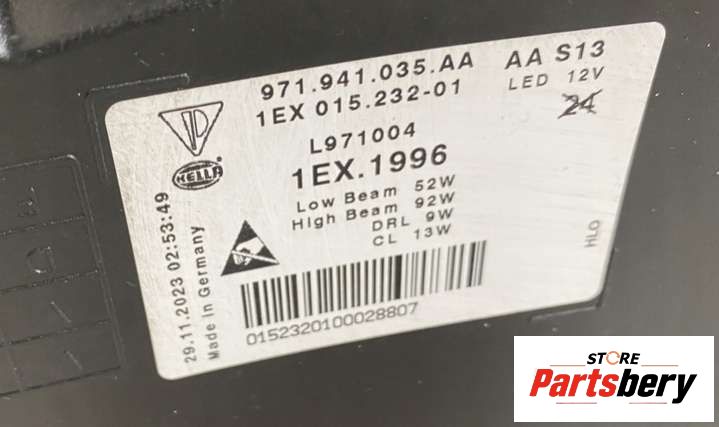 971.941.035.AA AA S13
1EX 015.232-01 LED 12V
24
L971004
HELLA
1EX.1996
Low Beam 52W
High Beam 92W
DRL 9W
CL 13W
29.11.2023 02:53:49
Made in Germany
HLO
0152320100028807
STORE
Partsbery